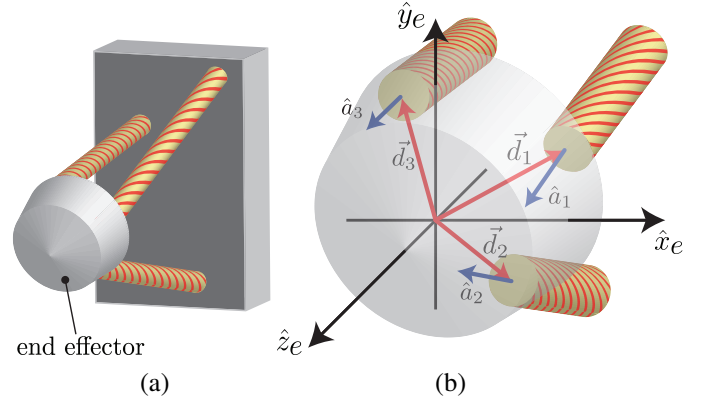 end effector
(a)
ŷₑ
â₃
d⃗₃
d⃗₁
â₁
x̂ₑ
d⃗₂
â₂
ẑₑ
(b)